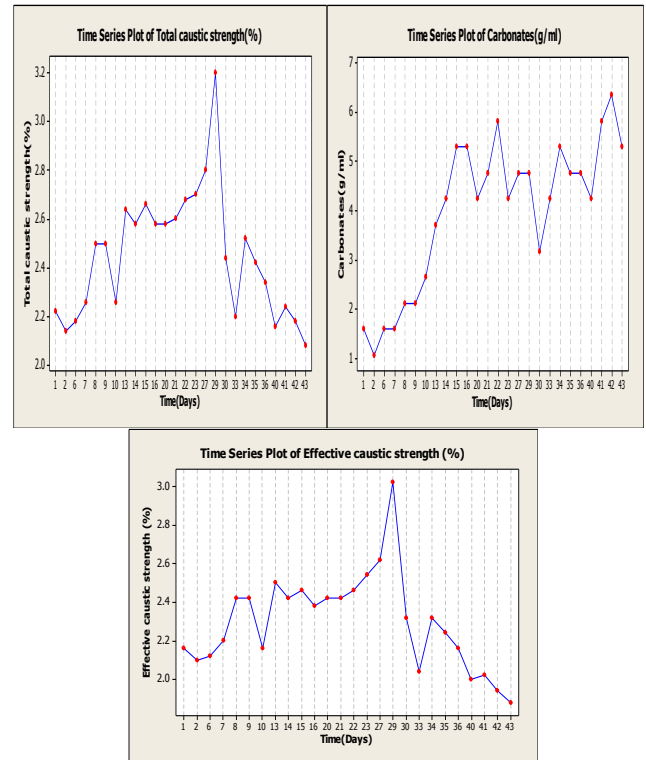 Time Series Plot of Total caustic strength(%)
Total caustic strength(%)
3.2
3.0
2.8
2.6
2.4
2.2
2.0
1 2 6 7 8 9 10 13 14 15 16 20 21 22 23 27 29 30 33 34 35 36 40 41 42 43
Time(Days)
Time Series Plot of Carbonates(g/ml)
Carbonates(g/ml)
7
6
5
4
3
2
1
1 2 6 7 8 9 10 13 14 15 16 20 21 22 23 27 29 30 33 34 35 36 40 41 42 43
Time(Days)
Time Series Plot of Effective caustic strength (%)
Effective caustic strength (%)
3.0
2.8
2.6
2.4
2.2
2.0
1 2 6 7 8 9 10 13 14 15 16 20 21 22 23 27 29 30 33 34 35 36 40 41 42 43
Time(Days)